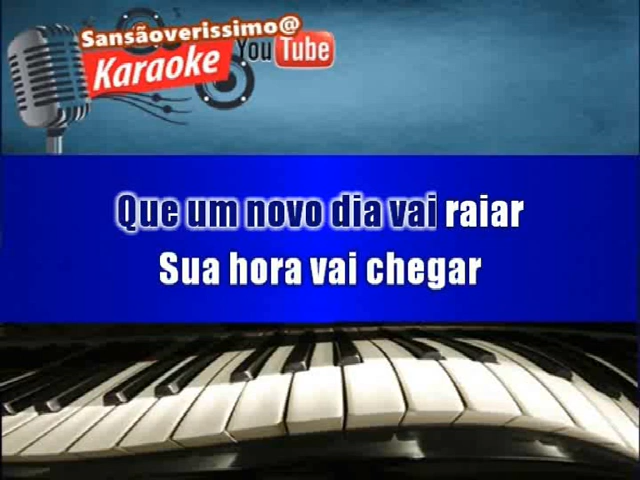 Sansãoverissimo@
Karaoke YouTube
Que um novo dia vai raiar
Sua hora vai chegar